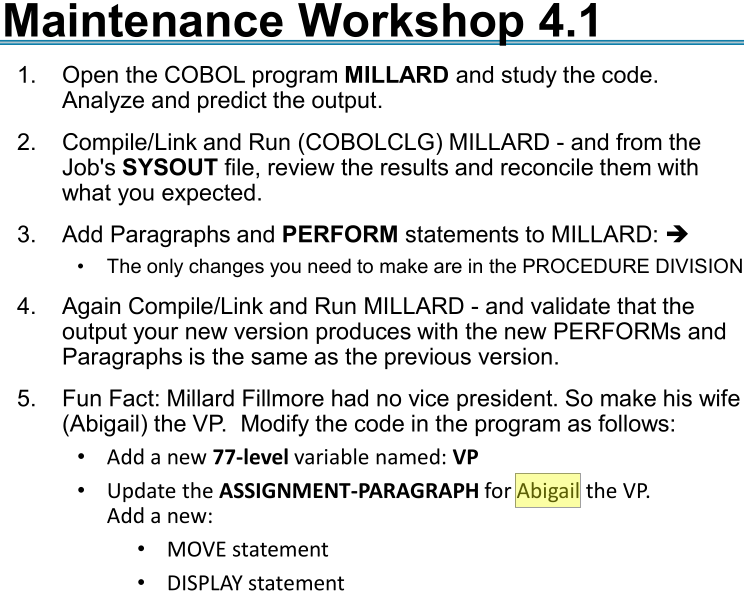 Maintenance Workshop 4.1
1. Open the COBOL program MILLARD and study the code.
Analyze and predict the output.
2. Compile/Link and Run (COBOLCLG) MILLARD - and from the
Job's SYSOUT file, review the results and reconcile them with
what you expected.
3. Add Paragraphs and PERFORM statements to MILLARD: ➔
• The only changes you need to make are in the PROCEDURE DIVISION
4. Again Compile/Link and Run MILLARD - and validate that the
output your new version produces with the new PERFORMs and
Paragraphs is the same as the previous version.
5. Fun Fact: Millard Fillmore had no vice president. So make his wife
(Abigail) the VP. Modify the code in the program as follows:
• Add a new 77-level variable named: VP
• Update the ASSIGNMENT-PARAGRAPH for Abigail the VP.
Add a new:
• MOVE statement
• DISPLAY statement